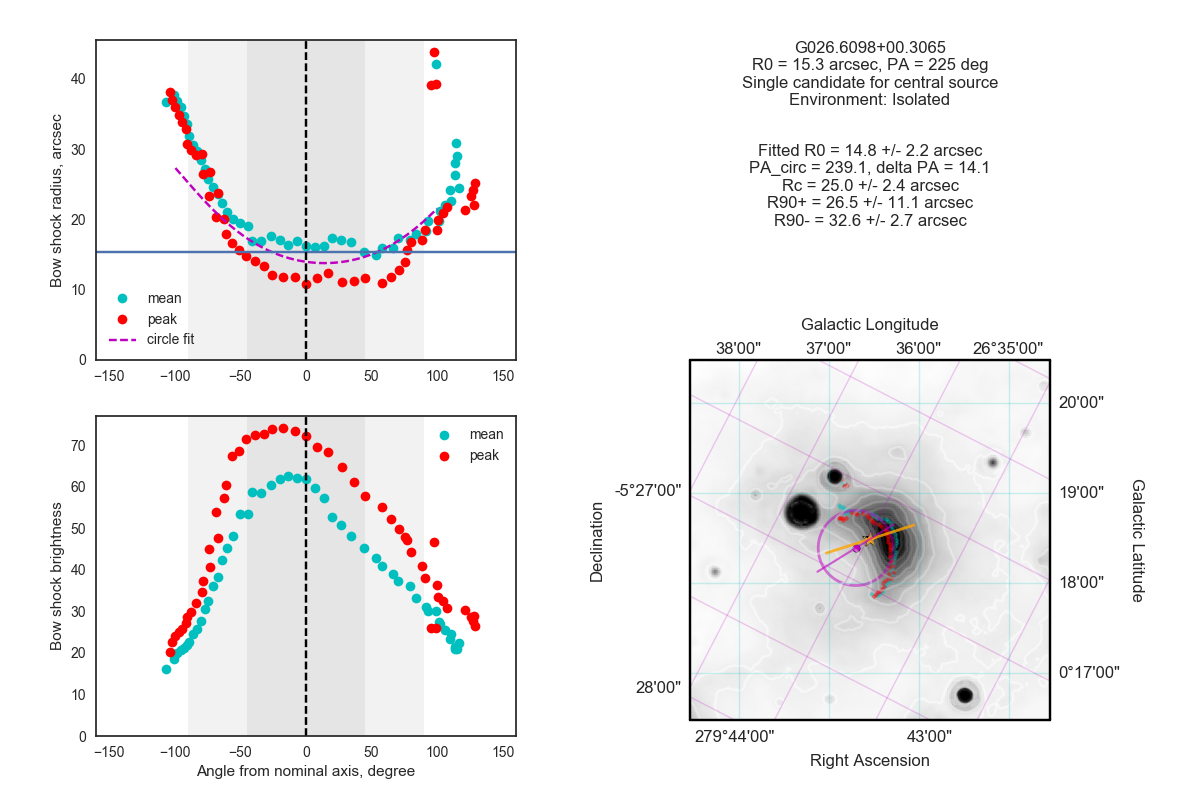 40
30
20
10
0
Bow shock radius, arcsec
mean
peak
circle fit
−150 −100 −50 0 50 100 150
70
60
50
40
30
20
10
0
Bow shock brightness
mean
peak
−150 −100 −50 0 50 100 150
Angle from nominal axis, degree
G026.6098+00.3065
R0 = 15.3 arcsec, PA = 225 deg
Single candidate for central source
Environment: Isolated
Fitted R0 = 14.8 +/- 2.2 arcsec
PA_circ = 239.1, delta PA = 14.1
Rc = 25.0 +/- 2.4 arcsec
R90+ = 26.5 +/- 11.1 arcsec
R90- = 32.6 +/- 2.7 arcsec
Galactic Longitude
38'00" 37'00" 36'00" 26°35'00"
20'00"
19'00"
18'00"
0°17'00"
Galactic Latitude
-5°27'00"
28'00"
Declination
279°44'00" 43'00"
Right Ascension